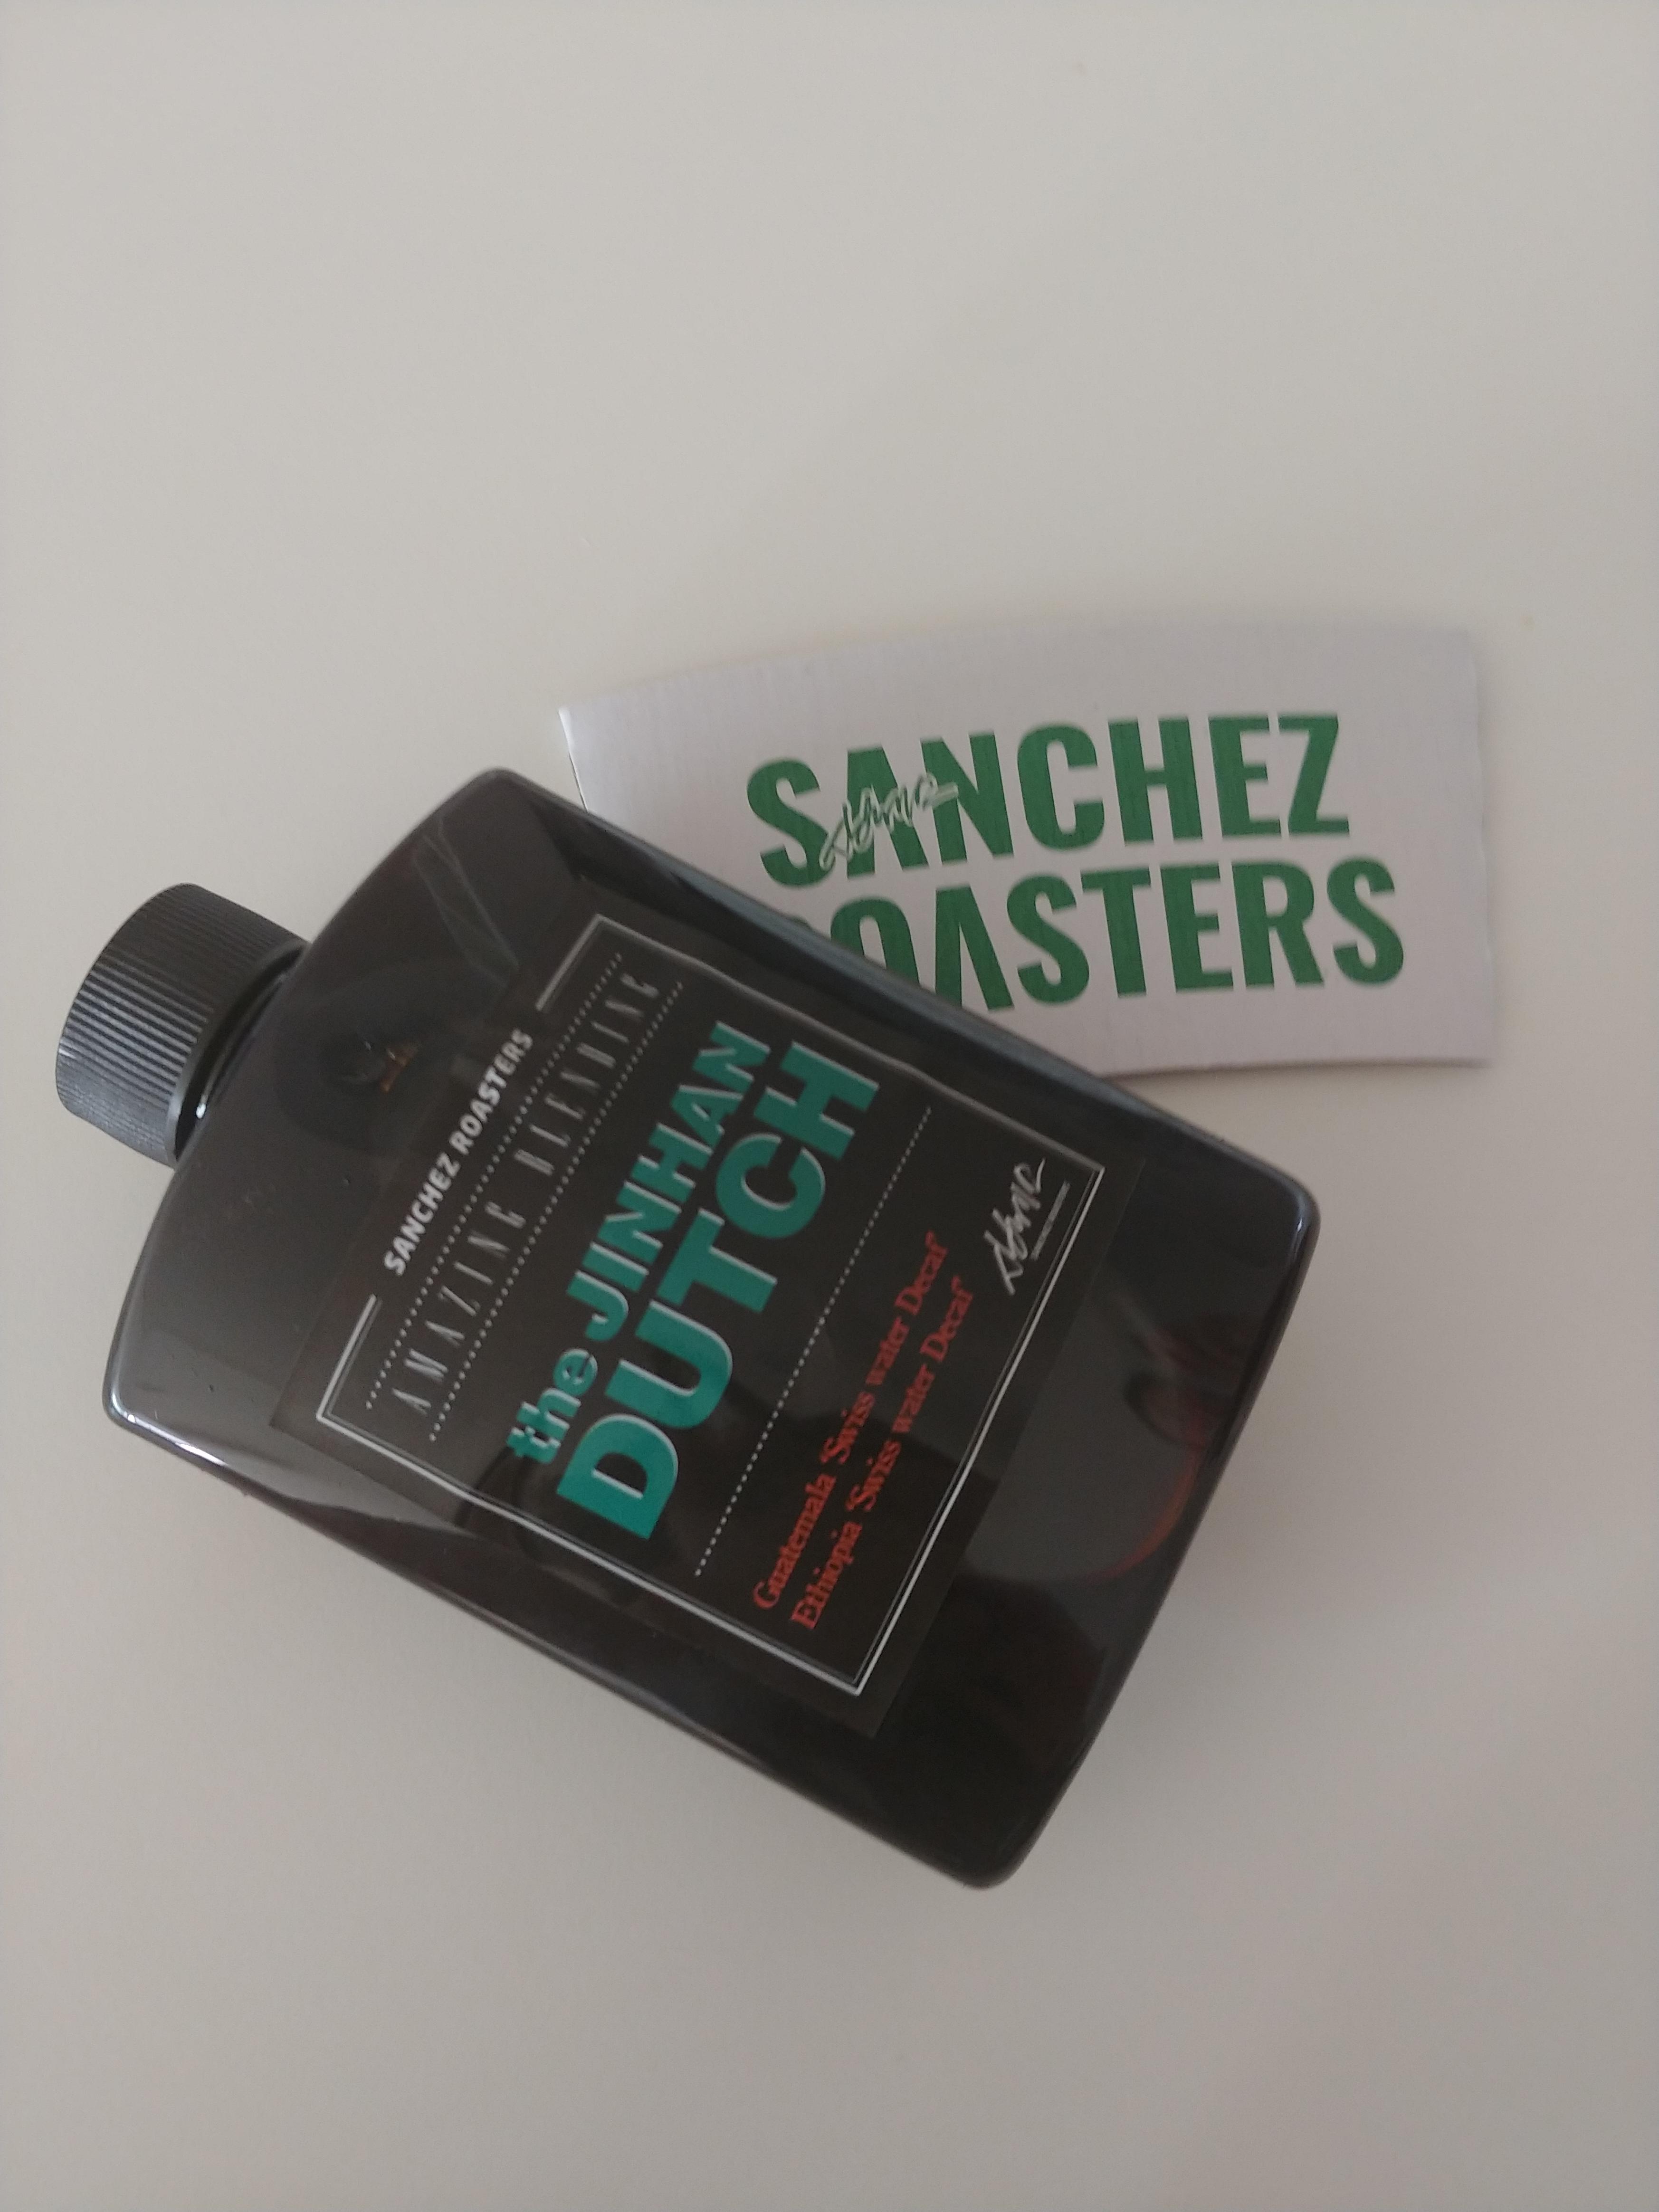 SANCHEZ
ROASTERS
SANCHEZ ROASTERS
AMAZING BLENDING
the JINHAN
DUTCH
Guatemala 'Swiss water Decaf'
Ethiopia 'Swiss water Decaf'